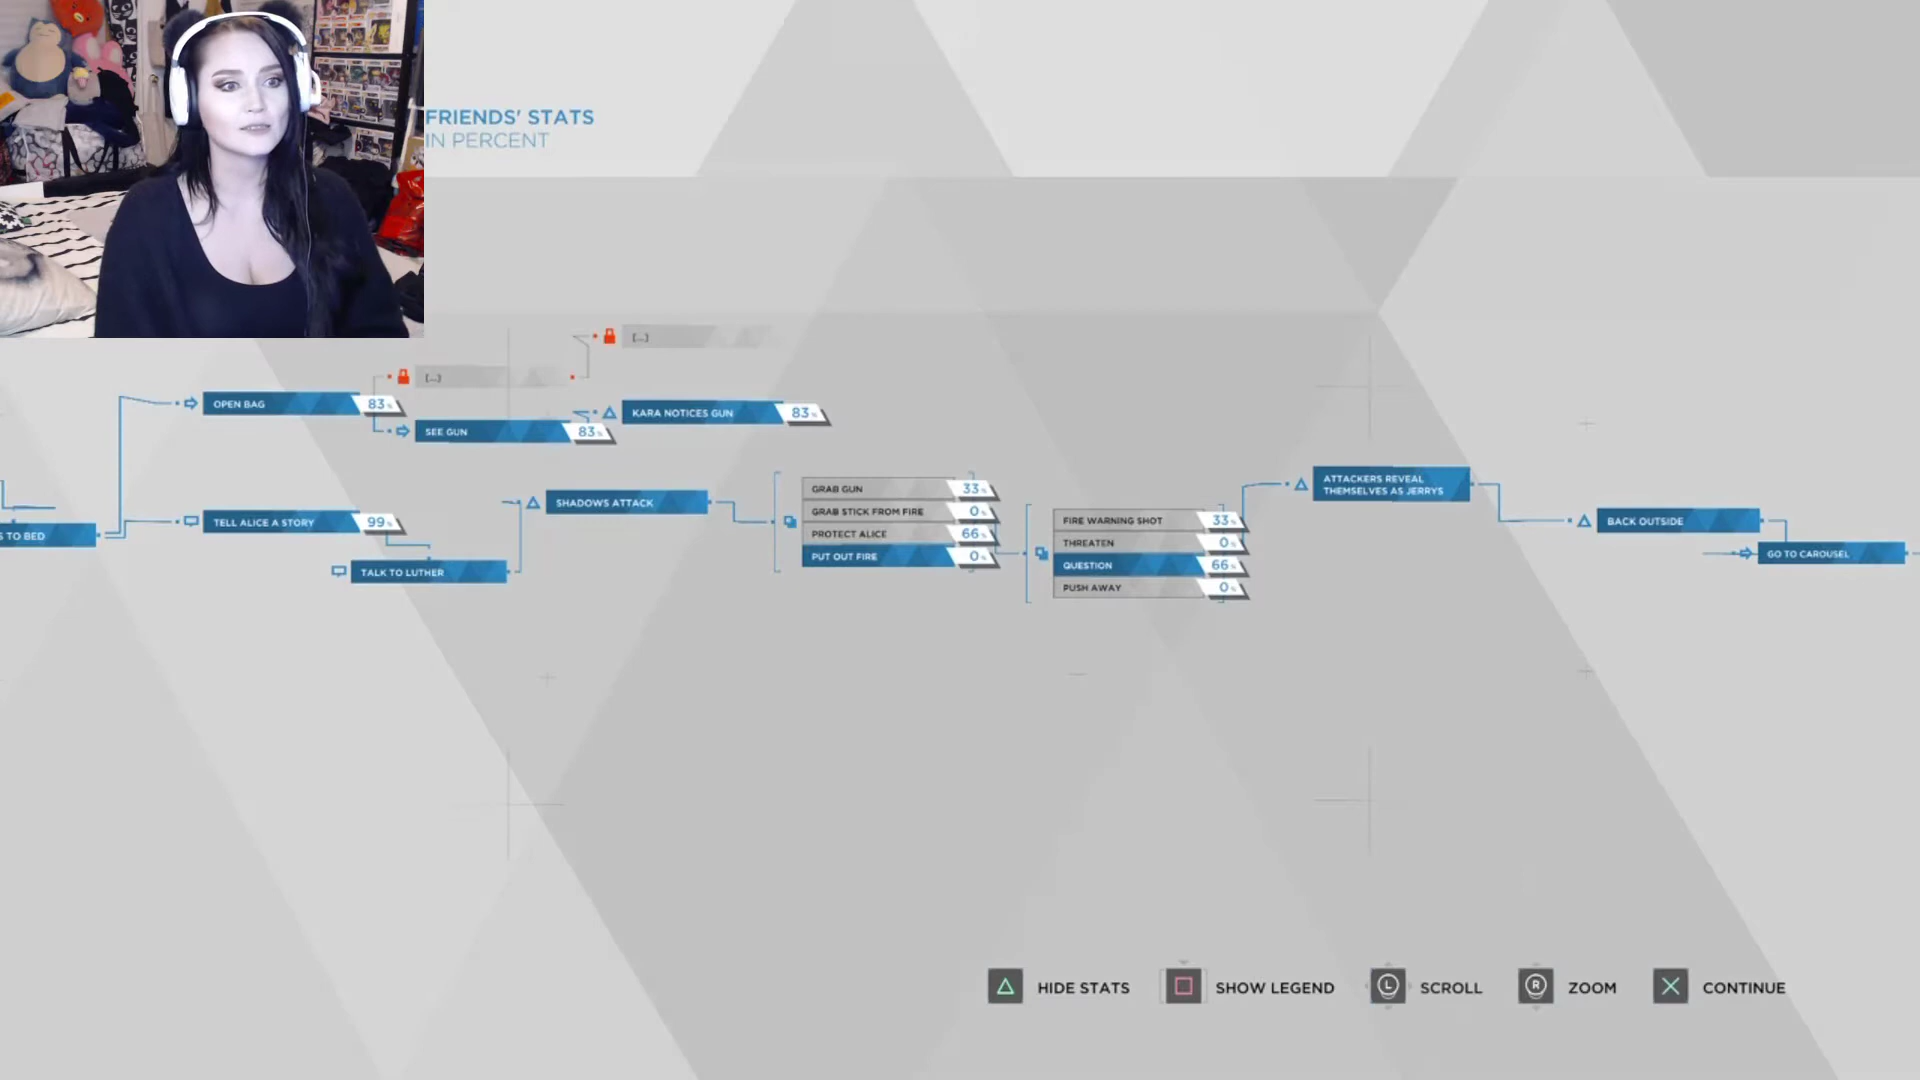 FRIENDS' STATS
IN PERCENT
[...]
[...]
OPEN BAG 83%
KARA NOTICES GUN 83%
SEE GUN 83%
S TO BED
TELL ALICE A STORY 99%
TALK TO LUTHER
SHADOWS ATTACK
GRAB GUN 33%
GRAB STICK FROM FIRE 0%
PROTECT ALICE 66%
PUT OUT FIRE 0%
FIRE WARNING SHOT 33%
THREATEN 0%
QUESTION 66%
PUSH AWAY 0%
ATTACKERS REVEAL
THEMSELVES AS JERRYS
BACK OUTSIDE
GO TO CAROUSEL
HIDE STATS
SHOW LEGEND
L SCROLL
R ZOOM
CONTINUE